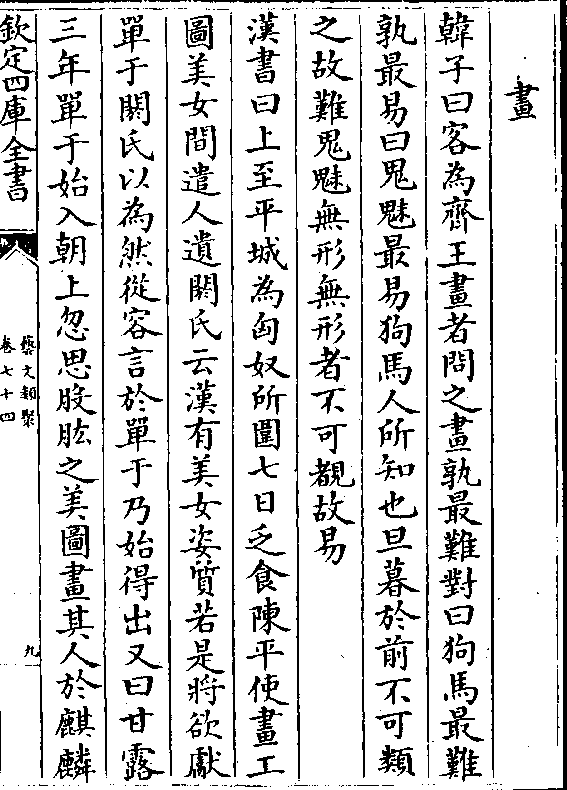 畫
韓子曰客為齊王畫者問之畫孰最難對曰狗馬最難
孰最易曰鬼魅最易狗馬人所知也旦暮於前不可類
之故難鬼魅無形無形者不可覩故易
漢書曰上至平城為匈奴所圍七日乏食陳平使畫工
圖美女間遣人遺閼氏云漢有美女姿質若是將欲獻
單于閼氏以為然從容言於單于乃始得出又曰甘露
三年單于始入朝上忽思股肱之美圖畫其人於麒麟
欽定四庫全書
藝文類聚
卷七十四
九